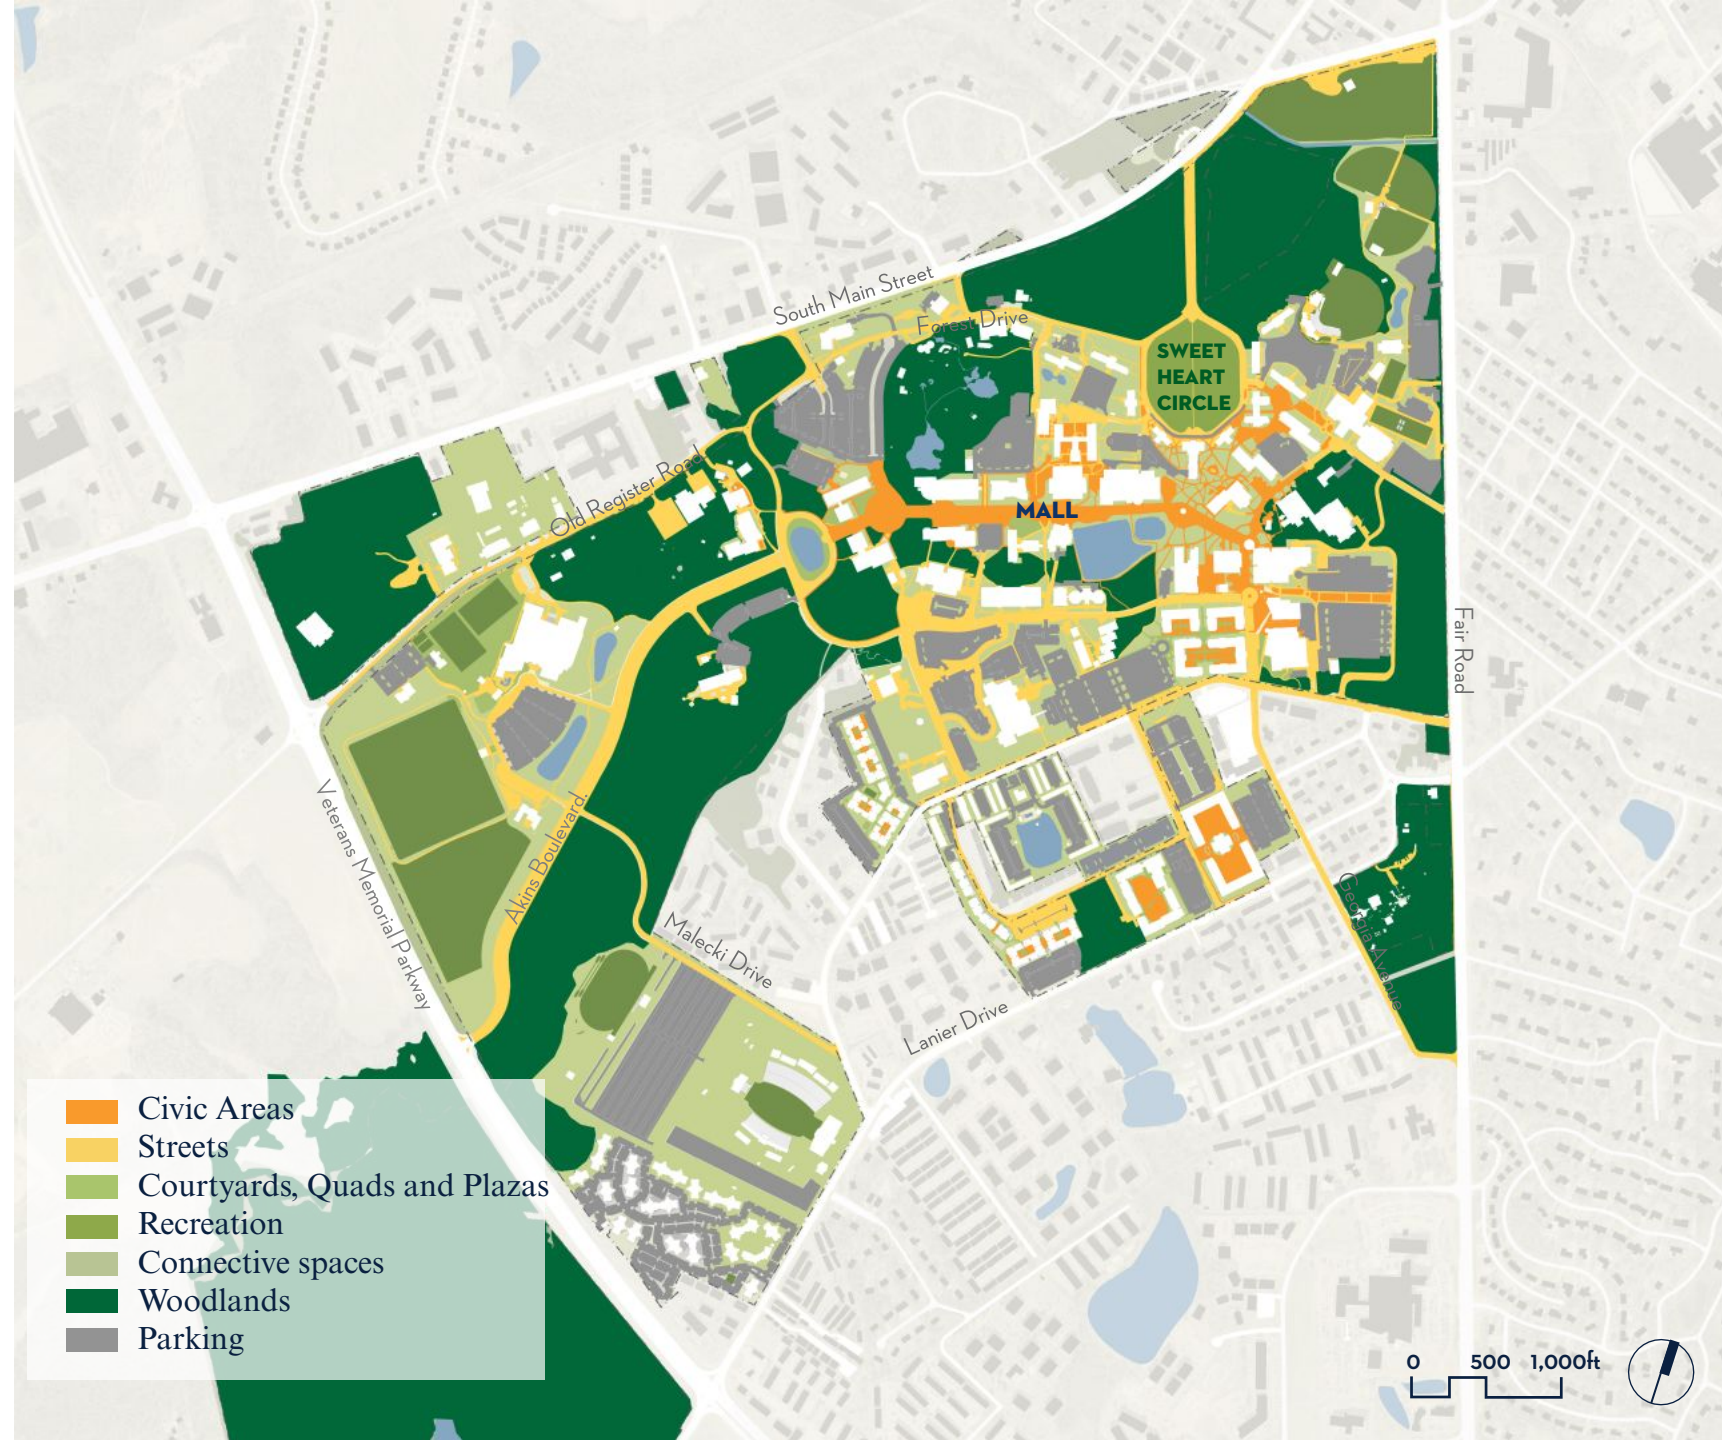 South Main Street
Forest Drive
SWEET
HEART
CIRCLE
Old Register Road
MALL
Fair Road
Veterans Memorial Parkway
Akins Boulevard.
Malecki Drive
Georgia Avenue
Lanier Drive
Civic Areas
Streets
Courtyards, Quads and Plazas
Recreation
Connective spaces
Woodlands
Parking
0 500 1,000ft